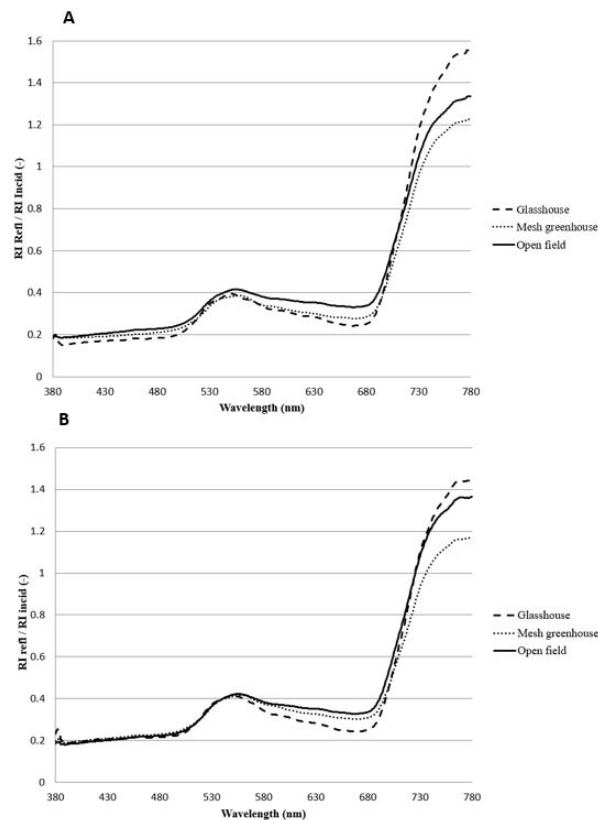 A
1.6
1.4
1.2
1
0.8
0.6
0.4
0.2
0
RI Refl / RI Incid (-)
380 430 480 530 580 630 680 730 780
Wavelength (nm)
Glasshouse
Mesh greenhouse
Open field
B
1.6
1.4
1.2
1
0.8
0.6
0.4
0.2
0
RI refl / RI incid (-)
380 430 480 530 580 630 680 730 780
Wavelength (nm)
Glasshouse
Mesh greenhouse
Open field